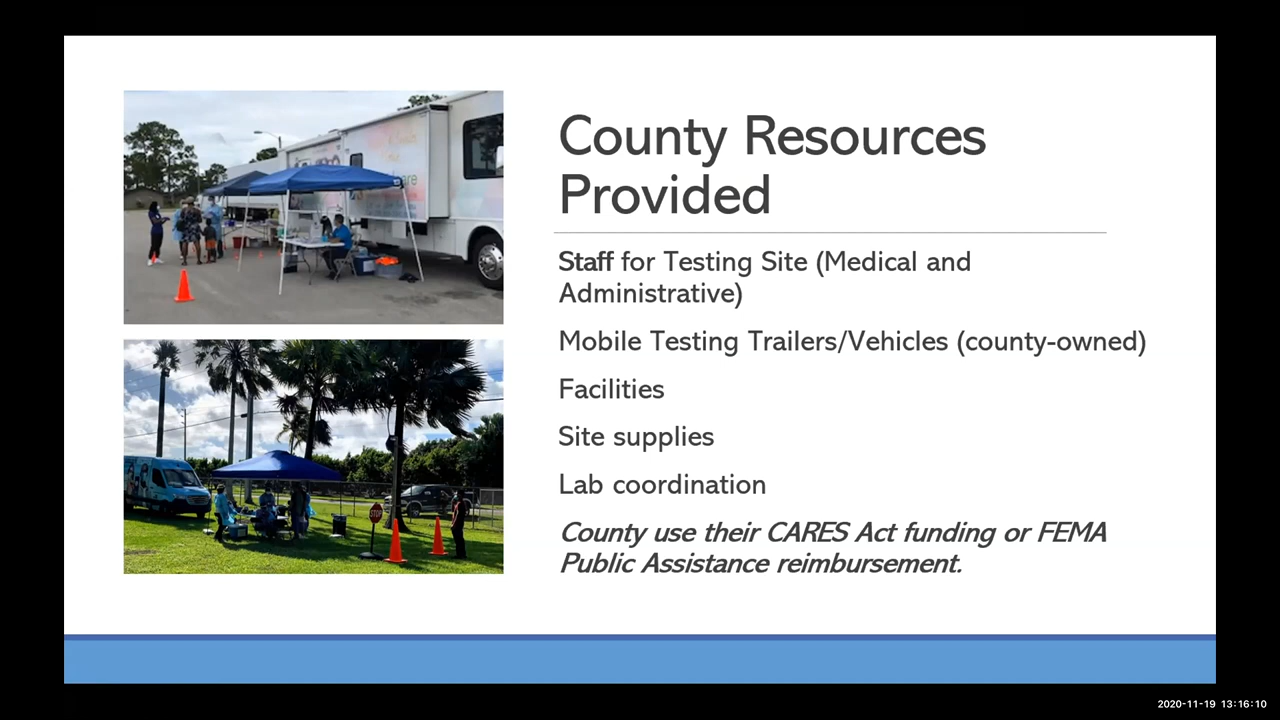 County Resources
Provided
Staff for Testing Site (Medical and
Administrative)
Mobile Testing Trailers/Vehicles (county-owned)
Facilities
Site supplies
Lab coordination
County use their CARES Act funding or FEMA
Public Assistance reimbursement.
STOP
2020-11-19 13:16:10